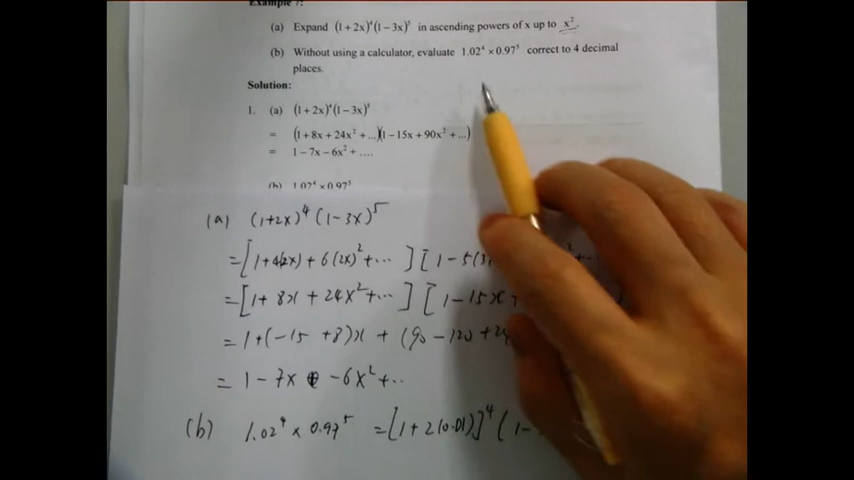 Example 7:
(a) Expand (1+2x)⁴(1−3x)⁵ in ascending powers of x up to x².
(b) Without using a calculator, evaluate 1.02⁴ × 0.97⁵ correct to 4 decimal
places.
Solution:
1. (a) (1+2x)⁴(1−3x)⁵
= (1+8x+24x²+...)(1−15x+90x²+...)
= 1−7x−6x²+....
(b) 1.02⁴ × 0.97⁵
(a) (1+2x)⁴(1−3x)⁵
= [1+4(2x)+6(2x)²+...][1−5(3
= [1+8x+24x²+...][1−15x
= 1+(−15+8)x+(90−120+24
= 1−7x −6x²+..
(b) 1.02⁴ × 0.97⁵ = [1+2(0.01)]⁴(1−